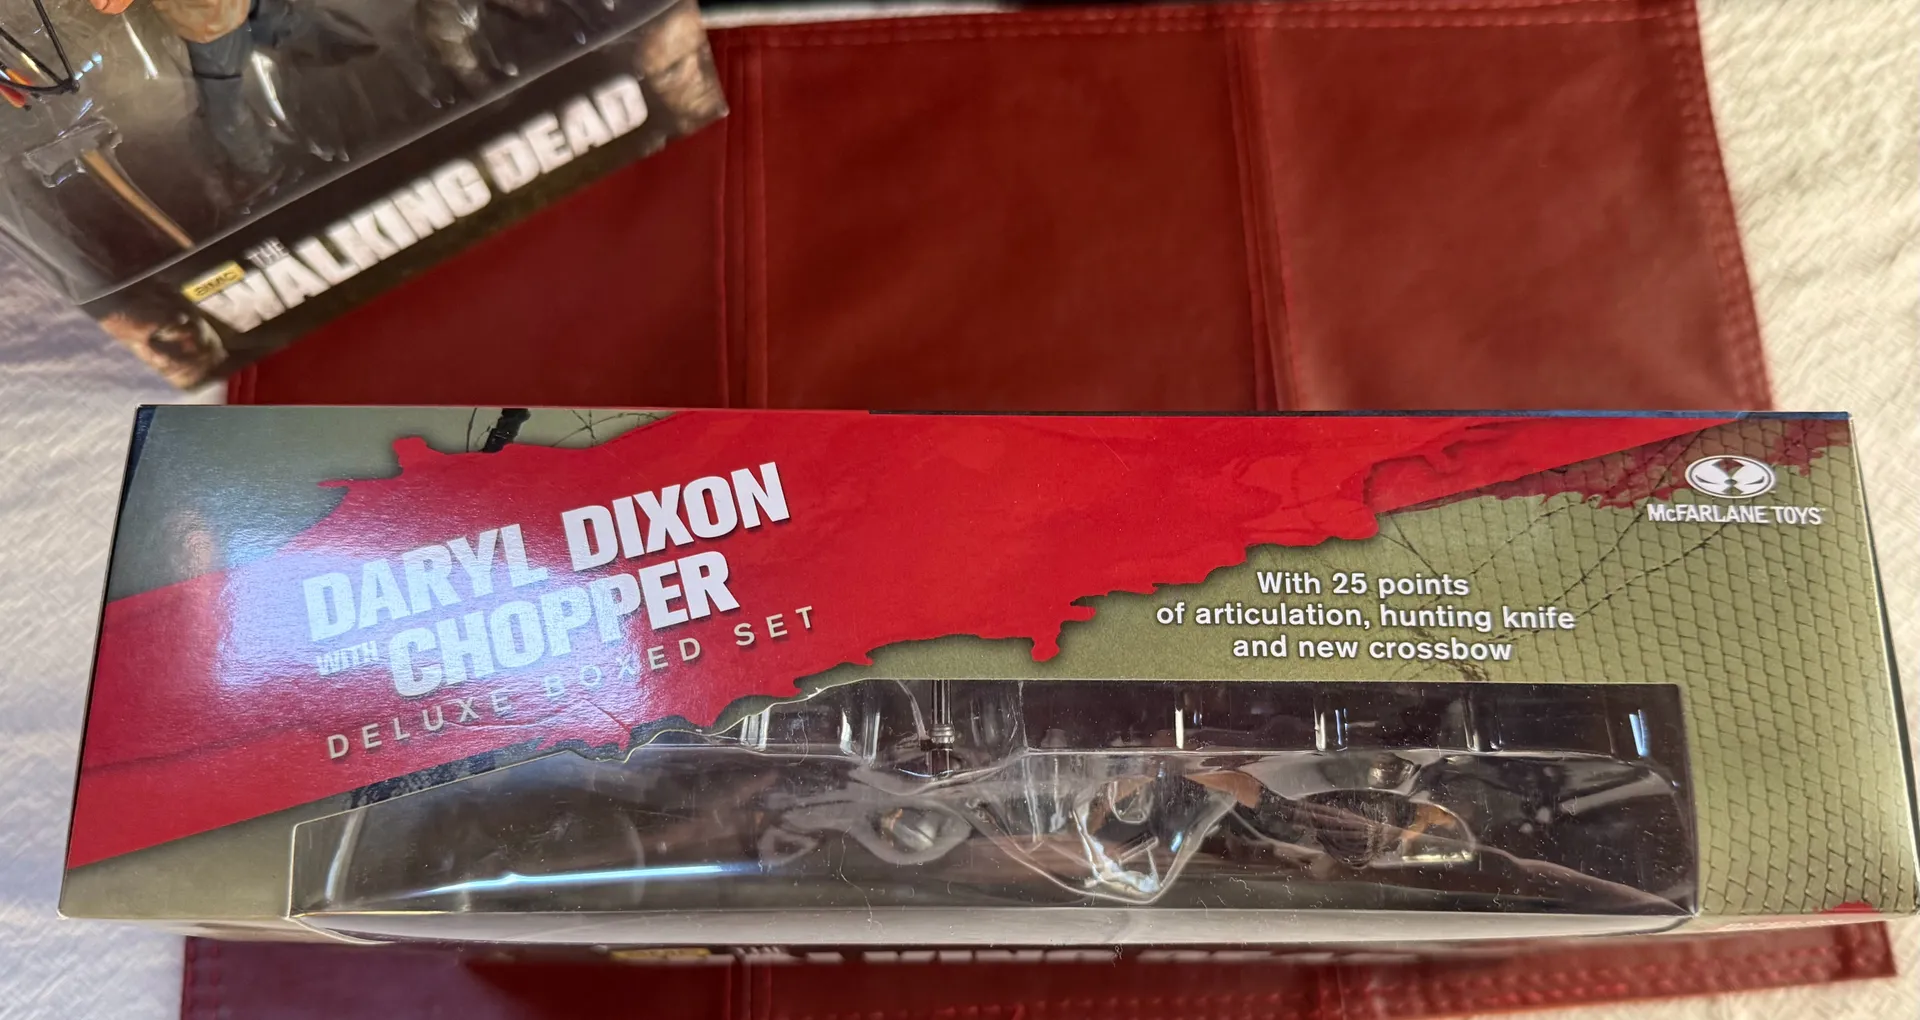 AMC
THE
WALKING DEAD
DARYL DIXON
WITH CHOPPER
DELUXE BOXED SET
McFARLANE TOYS
With 25 points
of articulation, hunting knife
and new crossbow